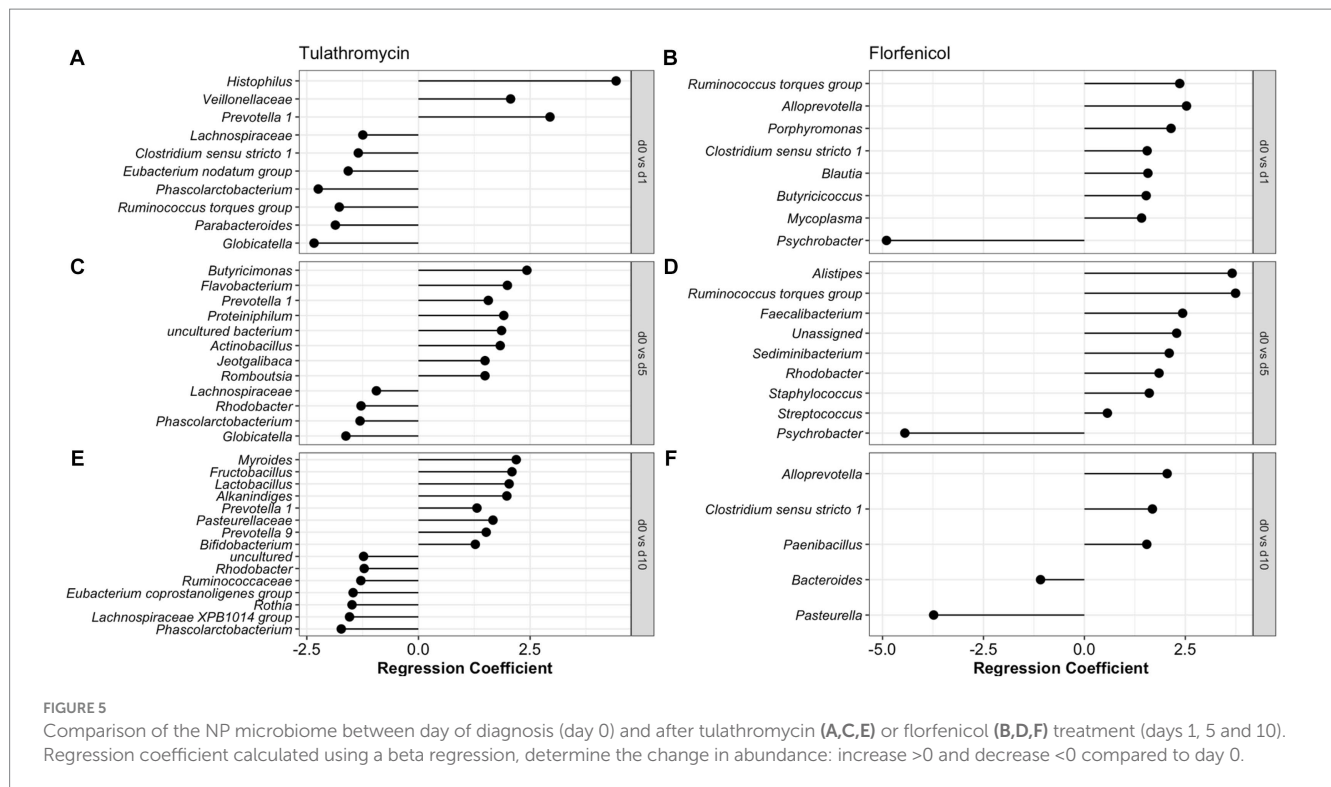 Tulathromycin
Florfenicol
A
Histophilus
Veillonellaceae
Prevotella 1
Lachnospiraceae
Clostridium sensu stricto 1
Eubacterium nodatum group
Phascolarctobacterium
Ruminococcus torques group
Parabacteroides
Globicatella
d0 vs d1
B
Ruminococcus torques group
Alloprevotella
Porphyromonas
Clostridium sensu stricto 1
Blautia
Butyricicoccus
Mycoplasma
Psychrobacter
d0 vs d1
C
Butyricimonas
Flavobacterium
Prevotella 1
Proteiniphilum
uncultured bacterium
Actinobacillus
Jeotgalibaca
Romboutsia
Lachnospiraceae
Rhodobacter
Phascolarctobacterium
Globicatella
d0 vs d5
D
Alistipes
Ruminococcus torques group
Faecalibacterium
Unassigned
Sediminibacterium
Rhodobacter
Staphylococcus
Streptococcus
Psychrobacter
d0 vs d5
E
Myroides
Fructobacillus
Lactobacillus
Alkanindiges
Prevotella 1
Pasteurellaceae
Prevotella 9
Bifidobacterium
uncultured
Rhodobacter
Ruminococcaceae
Eubacterium coprostanoligenes group
Rothia
Lachnospiraceae XPB1014 group
Phascolarctobacterium
d0 vs d10
-2.5 0.0 2.5
Regression Coefficient
F
Alloprevotella
Clostridium sensu stricto 1
Paenibacillus
Bacteroides
Pasteurella
d0 vs d10
-5.0 -2.5 0.0 2.5
Regression Coefficient
FIGURE 5
Comparison of the NP microbiome between day of diagnosis (day 0) and after tulathromycin (A,C,E) or florfenicol (B,D,F) treatment (days 1, 5 and 10).
Regression coefficient calculated using a beta regression, determine the change in abundance: increase >0 and decrease <0 compared to day 0.